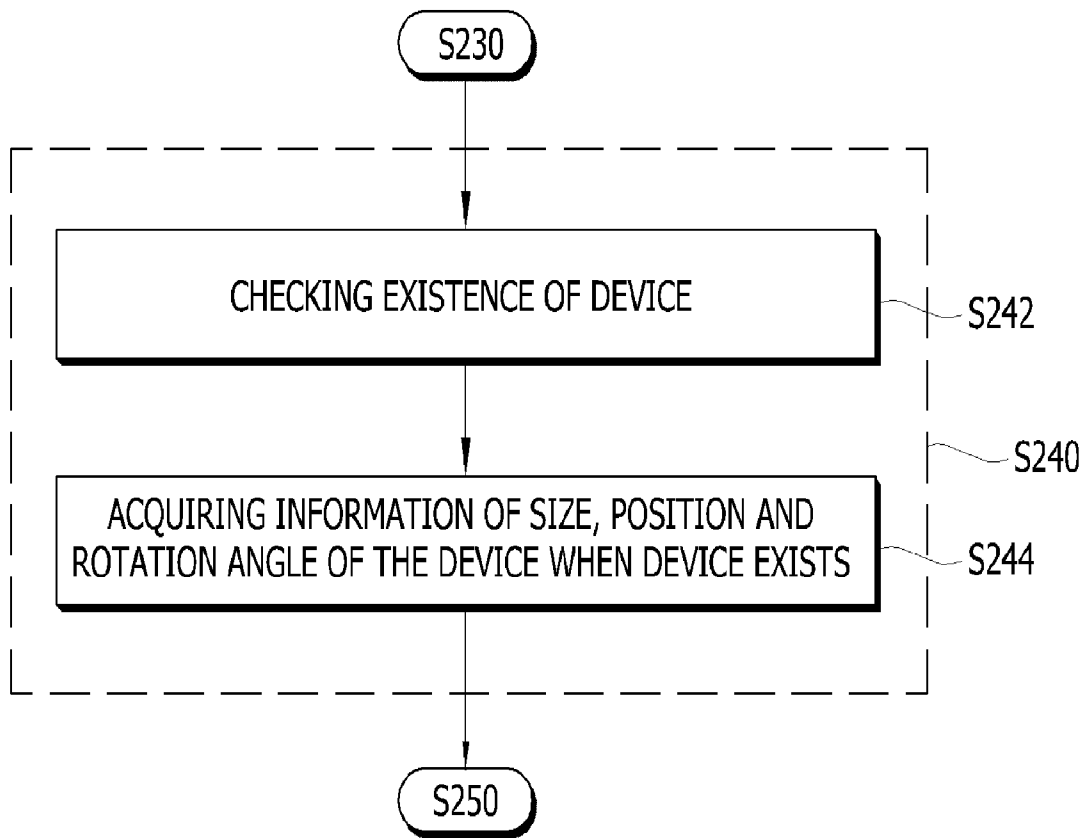 S230
CHECKING EXISTENCE OF DEVICE
S242
S240
ACQUIRING INFORMATION OF SIZE, POSITION AND
ROTATION ANGLE OF THE DEVICE WHEN DEVICE EXISTS
S244
S250